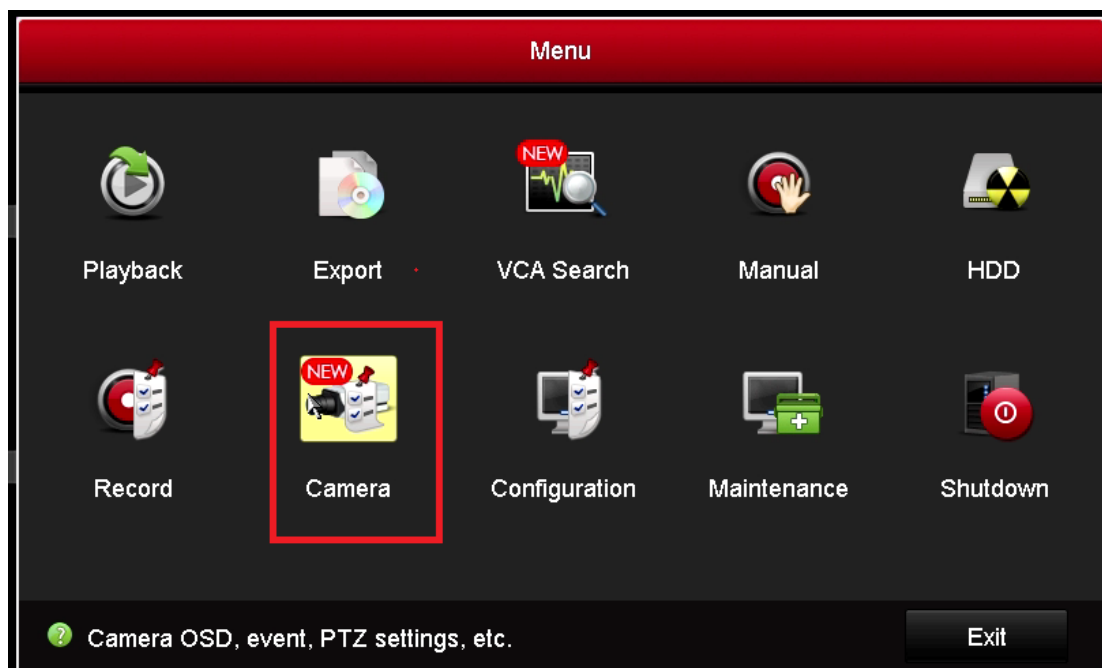 Menu
NEW
Playback Export VCA Search Manual HDD
NEW
Record Camera Configuration Maintenance Shutdown
? Camera OSD, event, PTZ settings, etc. Exit